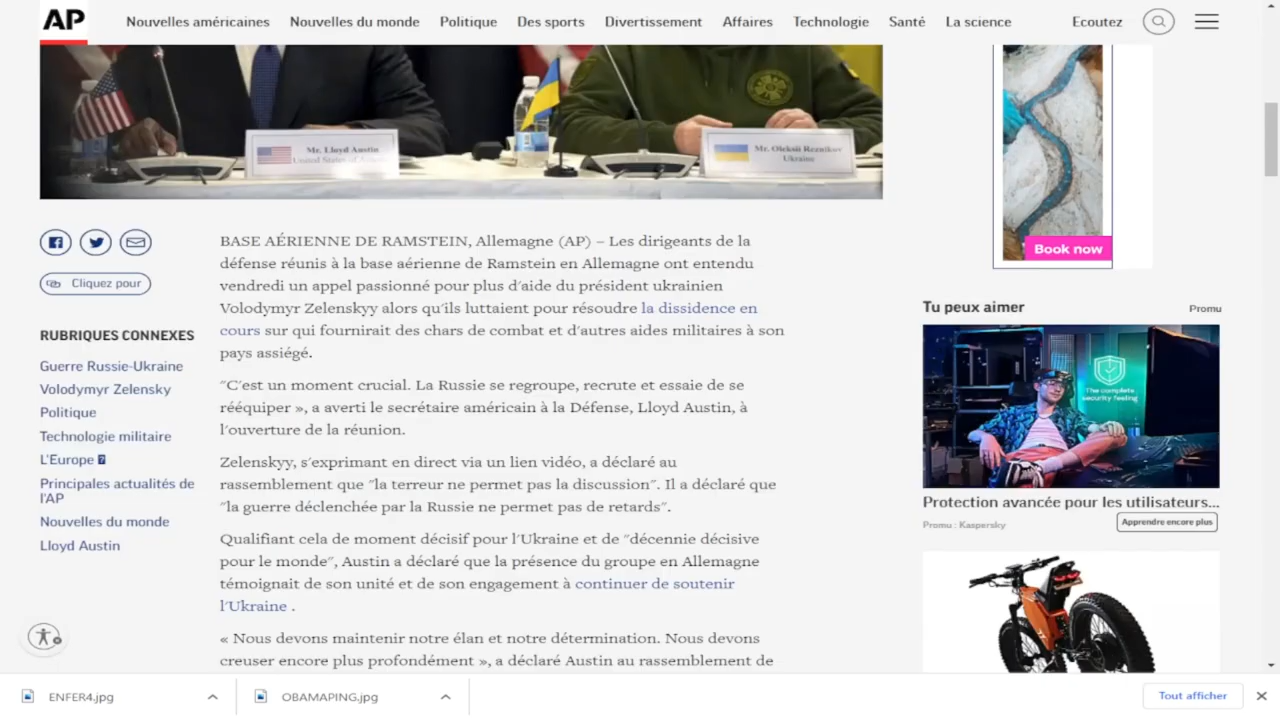 AP
Nouvelles américaines
Nouvelles du monde
Politique
Des sports
Divertissement
Affaires
Technologie
Santé
La science
Ecoutez
Mr. Lloyd Austin
United States of America
Mr. Oleksii Reznikov
Ukraine
Book now
Cliquez pour
RUBRIQUES CONNEXES
Guerre Russie-Ukraine
Volodymyr Zelensky
Politique
Technologie militaire
L'Europe ?
Principales actualités de
l'AP
Nouvelles du monde
Lloyd Austin
BASE AÉRIENNE DE RAMSTEIN, Allemagne (AP) – Les dirigeants de la
défense réunis à la base aérienne de Ramstein en Allemagne ont entendu
vendredi un appel passionné pour plus d'aide du président ukrainien
Volodymyr Zelenskyy alors qu'ils luttaient pour résoudre la dissidence en
cours sur qui fournirait des chars de combat et d'autres aides militaires à son
pays assiégé.
"C'est un moment crucial. La Russie se regroupe, recrute et essaie de se
rééquiper », a averti le secrétaire américain à la Défense, Lloyd Austin, à
l'ouverture de la réunion.
Zelenskyy, s'exprimant en direct via un lien vidéo, a déclaré au
rassemblement que "la terreur ne permet pas la discussion". Il a déclaré que
"la guerre déclenchée par la Russie ne permet pas de retards".
Qualifiant cela de moment décisif pour l'Ukraine et de "décennie décisive
pour le monde", Austin a déclaré que la présence du groupe en Allemagne
témoignait de son unité et de son engagement à continuer de soutenir
l'Ukraine .
« Nous devons maintenir notre élan et notre détermination. Nous devons
creuser encore plus profondément », a déclaré Austin au rassemblement de
Tu peux aimer
Promu
The complete
security feeling
Protection avancée pour les utilisateurs...
Promu : Kaspersky
Apprendre encore plus
ENFER4.jpg
OBAMAPING.jpg
Tout afficher